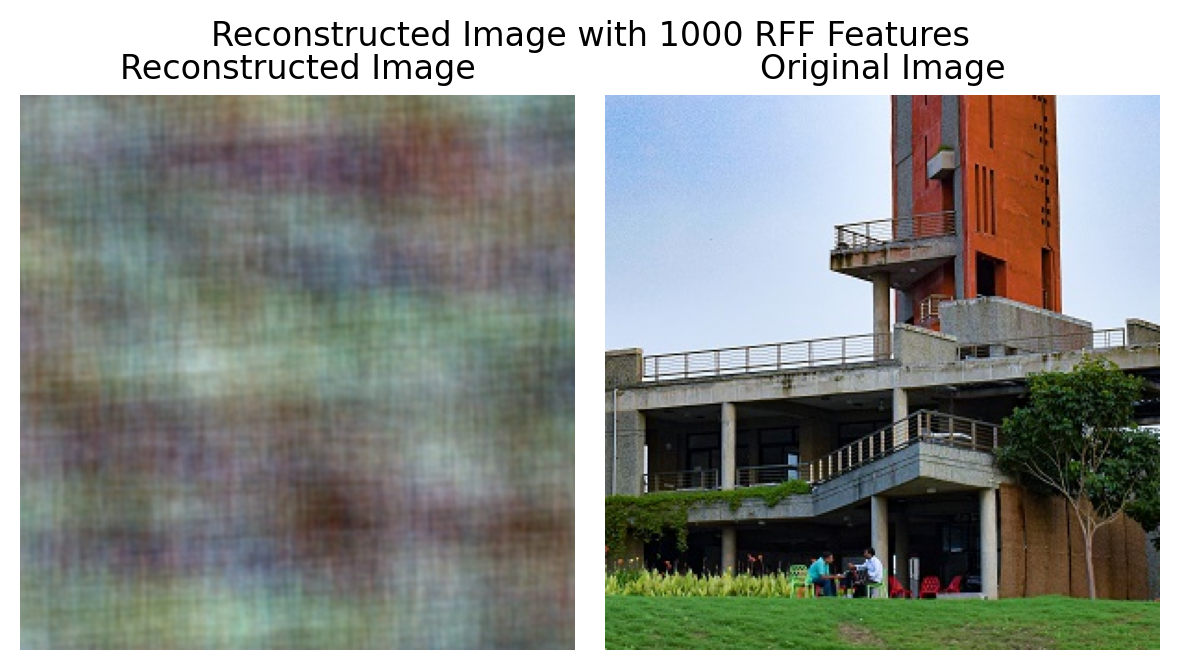 Reconstructed Image with 1000 RFF Features
Reconstructed Image
Original Image